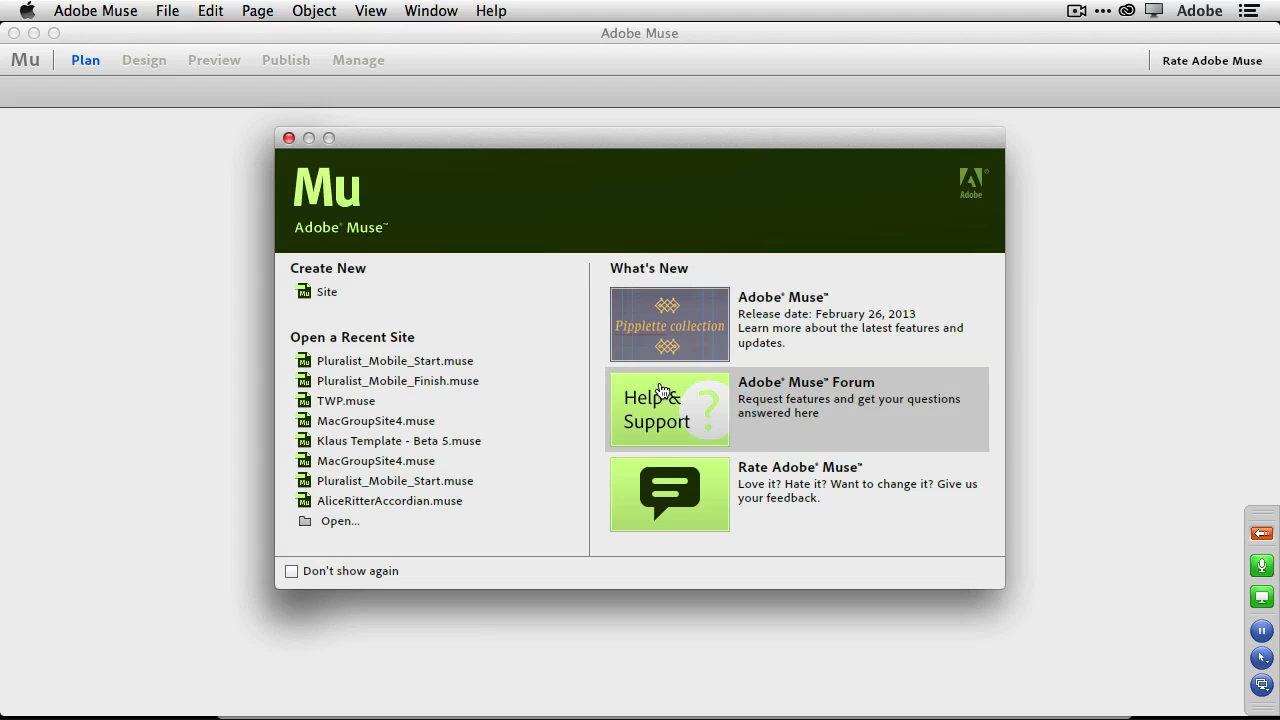 Adobe Muse File Edit Page Object View Window Help Adobe
Adobe Muse
Mu Plan Design Preview Publish Manage Rate Adobe Muse
Mu
Adobe® Muse™
Adobe®
Create New
Site
Open a Recent Site
Pluralist_Mobile_Start.muse
Pluralist_Mobile_Finish.muse
TWP.muse
MacGroupSite4.muse
Klaus Template - Beta 5.muse
MacGroupSite4.muse
Pluralist_Mobile_Start.muse
AliceRitterAccordian.muse
Open...
What's New
Pipplette collection
Adobe® Muse™
Release date: February 26, 2013
Learn more about the latest features and
updates.
Help &
Support ?
Adobe® Muse™ Forum
Request features and get your questions
answered here
Rate Adobe® Muse™
Love it? Hate it? Want to change it? Give us
your feedback.
Don't show again